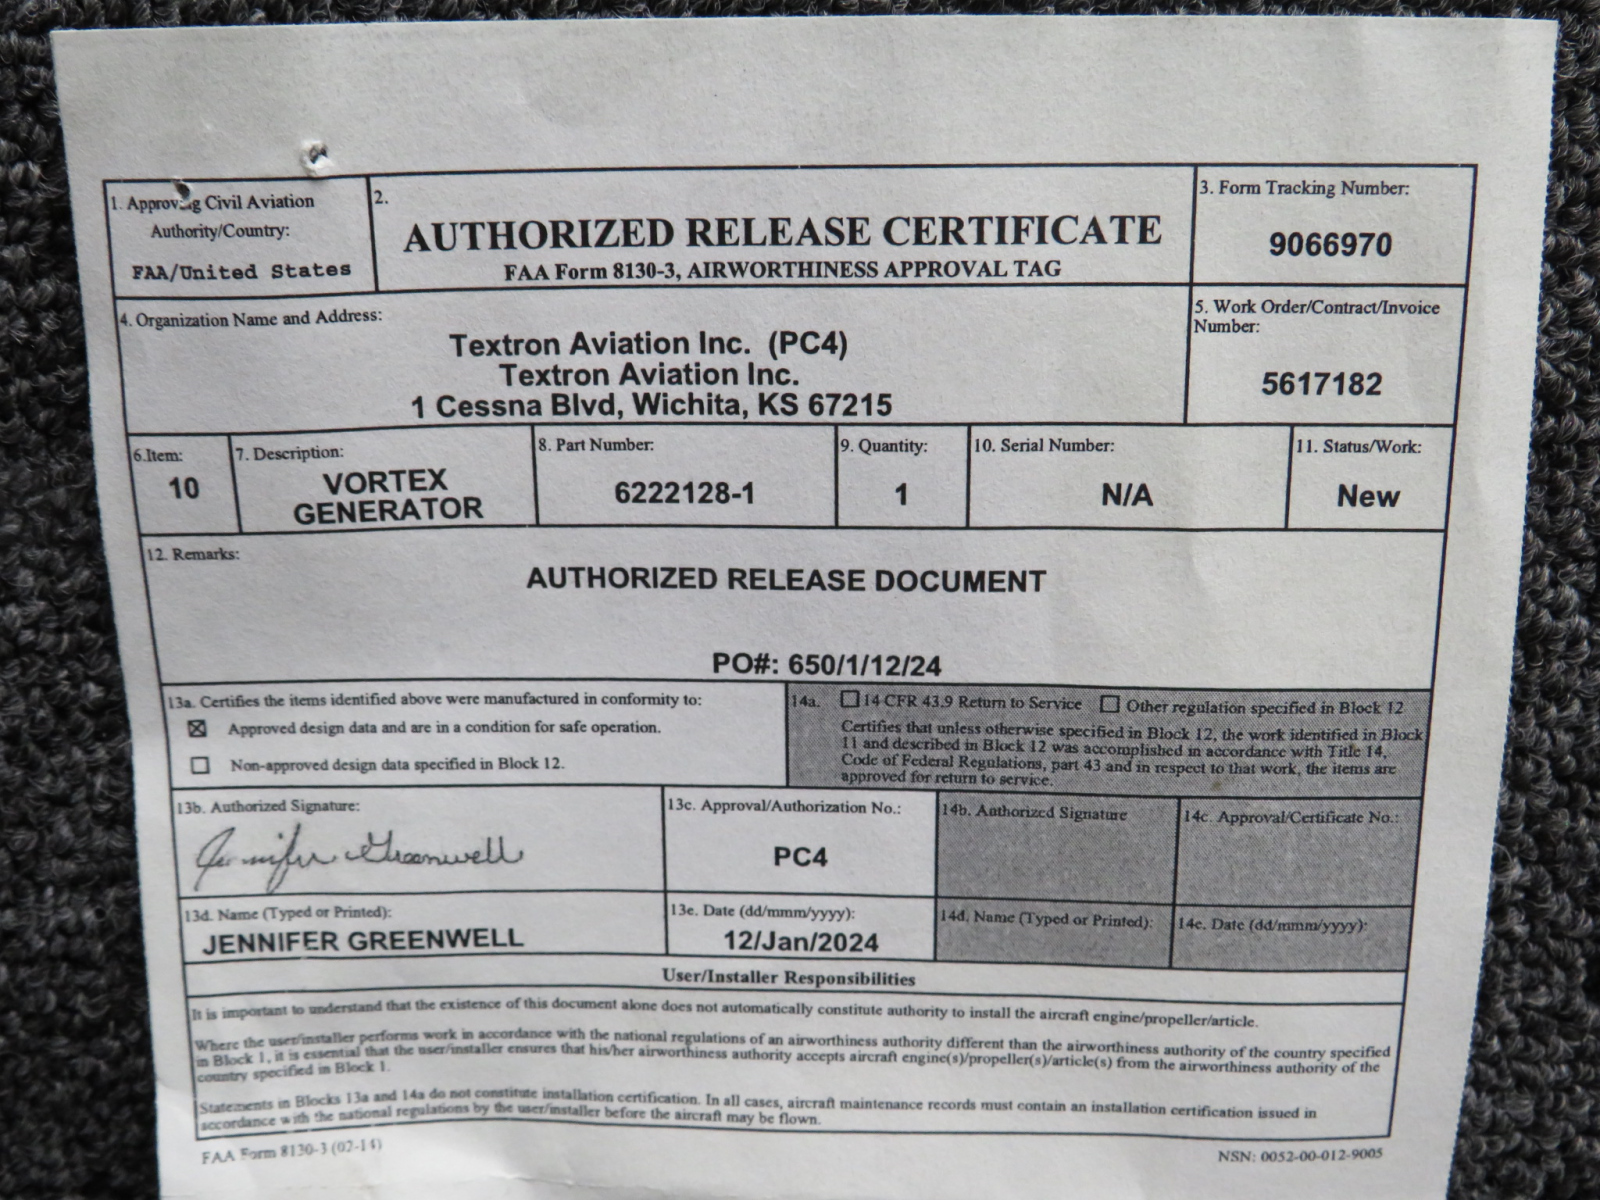 1. Approving Civil Aviation
Authority/Country:
FAA/United States
2.
AUTHORIZED RELEASE CERTIFICATE
FAA Form 8130-3, AIRWORTHINESS APPROVAL TAG
3. Form Tracking Number:
9066970
4. Organization Name and Address:
Textron Aviation Inc. (PC4)
Textron Aviation Inc.
1 Cessna Blvd, Wichita, KS 67215
5. Work Order/Contract/Invoice
Number:
5617182
6.Item:
10
7. Description:
VORTEX
GENERATOR
8. Part Number:
6222128-1
9. Quantity:
1
10. Serial Number:
N/A
11. Status/Work:
New
12. Remarks:
AUTHORIZED RELEASE DOCUMENT
PO#: 650/1/12/24
13a. Certifies the items identified above were manufactured in conformity to:
☒ Approved design data and are in a condition for safe operation.
☐ Non-approved design data specified in Block 12.
14a. ☐ 14 CFR 43.9 Return to Service ☐ Other regulation specified in Block 12
Certifies that unless otherwise specified in Block 12, the work identified in Block
11 and described in Block 12 was accomplished in accordance with Title 14,
Code of Federal Regulations, part 43 and in respect to that work, the items are
approved for return to service.
13b. Authorized Signature:
Jennifer Greenwell
13c. Approval/Authorization No.:
PC4
14b. Authorized Signature
14c. Approval/Certificate No.:
13d. Name (Typed or Printed):
JENNIFER GREENWELL
13e. Date (dd/mmm/yyyy):
12/Jan/2024
14d. Name (Typed or Printed):
14e. Date (dd/mmm/yyyy):
User/Installer Responsibilities
It is important to understand that the existence of this document alone does not automatically constitute authority to install the aircraft engine/propeller/article.
Where the user/installer performs work in accordance with the national regulations of an airworthiness authority different than the airworthiness authority of the country specified
in Block 1, it is essential that the user/installer ensures that his/her airworthiness authority accepts aircraft engine(s)/propeller(s)/article(s) from the airworthiness authority of the
country specified in Block 1.
Statements in Blocks 13a and 14a do not constitute installation certification. In all cases, aircraft maintenance records must contain an installation certification issued in
accordance with the national regulations by the user/installer before the aircraft may be flown.
FAA Form 8130-3 (02-14)
NSN: 0052-00-012-9005